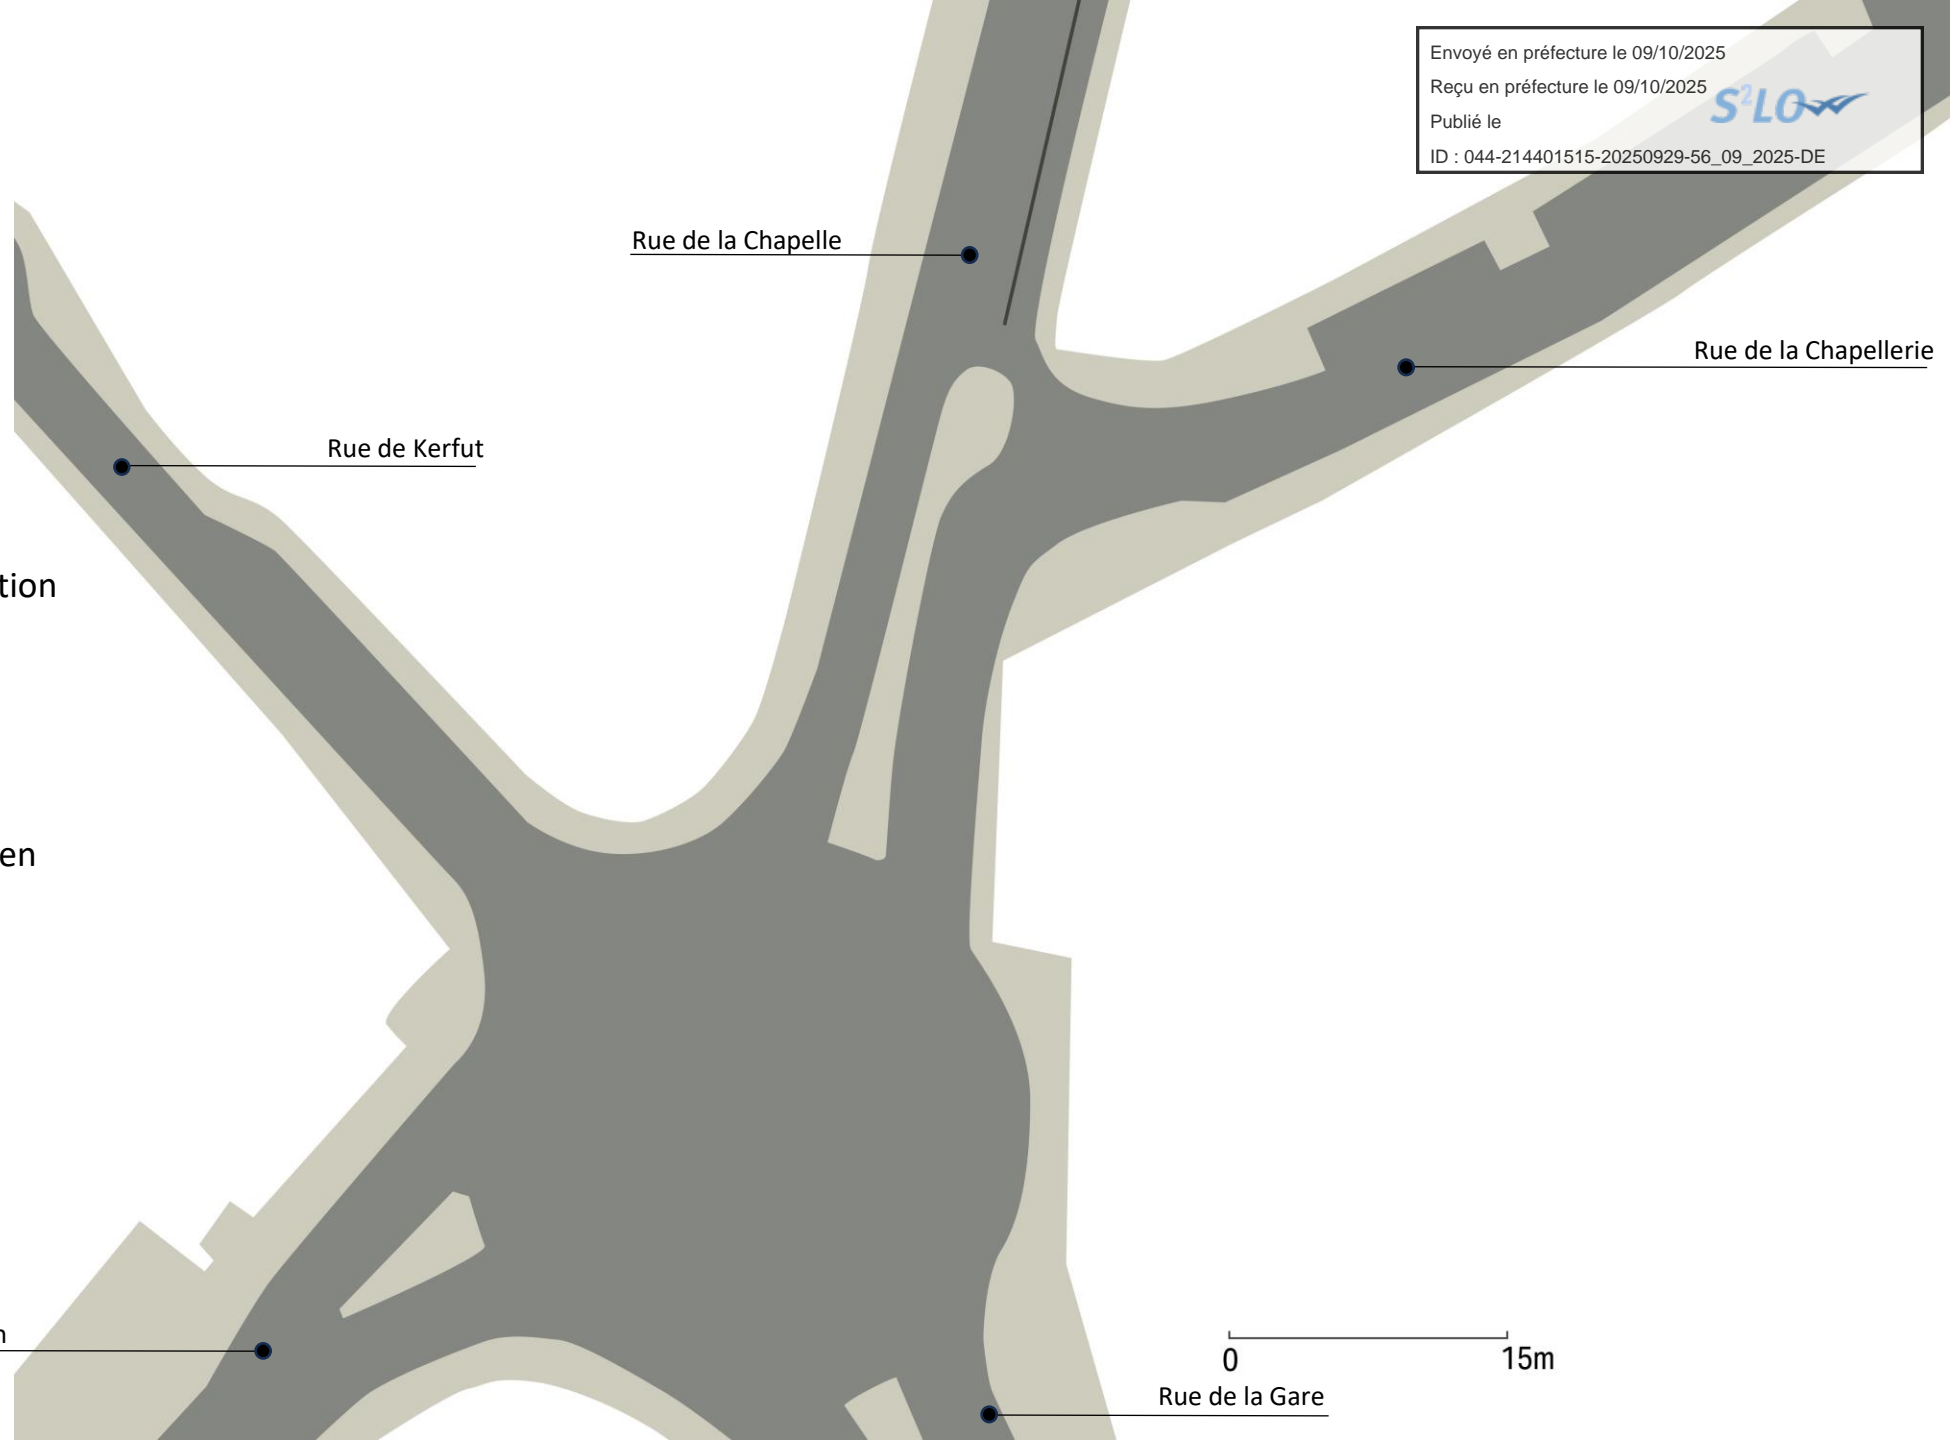 Envoyé en préfecture le 09/10/2025
Reçu en préfecture le 09/10/2025
S²LO
Publié le
ID : 044-214401515-20250929-56_09_2025-DE
Rue de la Chapelle
Rue de la Chapellerie
Rue de Kerfut
tion
en
n
0 15m
Rue de la Gare